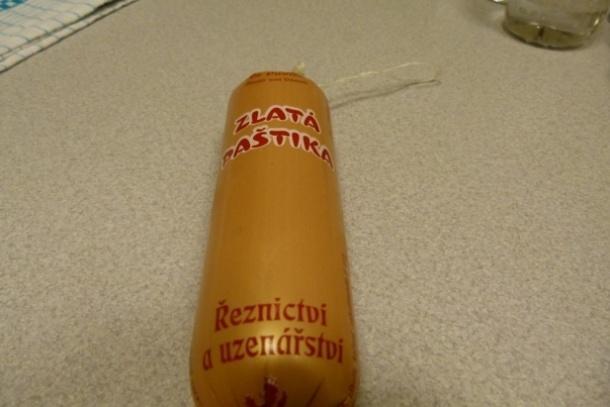 ZLATÁ
PAŠTIKA
Řeznictví
a uzenářství